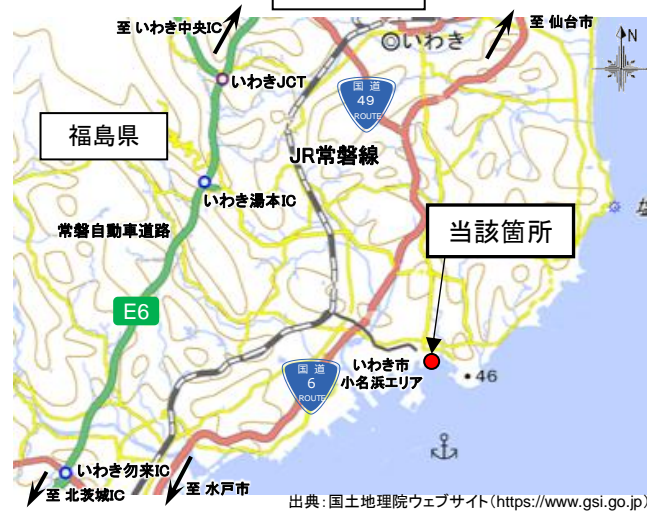 至 いわき中央IC
至 仙台市
いわき
N
いわきJCT
国道
49
ROUTE
福島県
JR常磐線
いわき湯本IC
常磐自動車道路
当該箇所
E6
国道
6
ROUTE
いわき市
小名浜エリア
46
いわき勿来IC
至 北茨城IC
至 水戸市
出典：国土地理院ウェブサイト（https://www.gsi.go.jp）